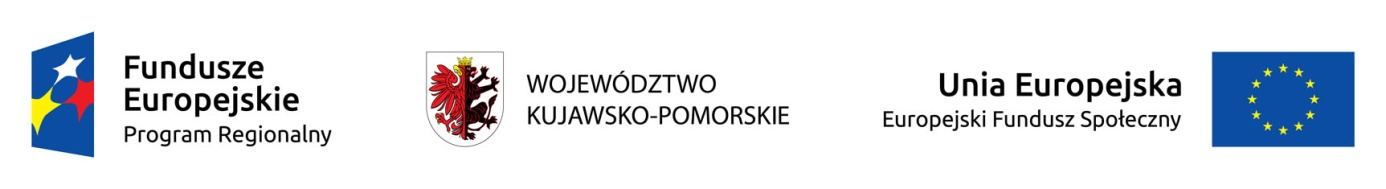 Fundusze
Europejskie
Program Regionalny
WOJEWÓDZTWO
KUJAWSKO-POMORSKIE
Unia Europejska
Europejski Fundusz Społeczny